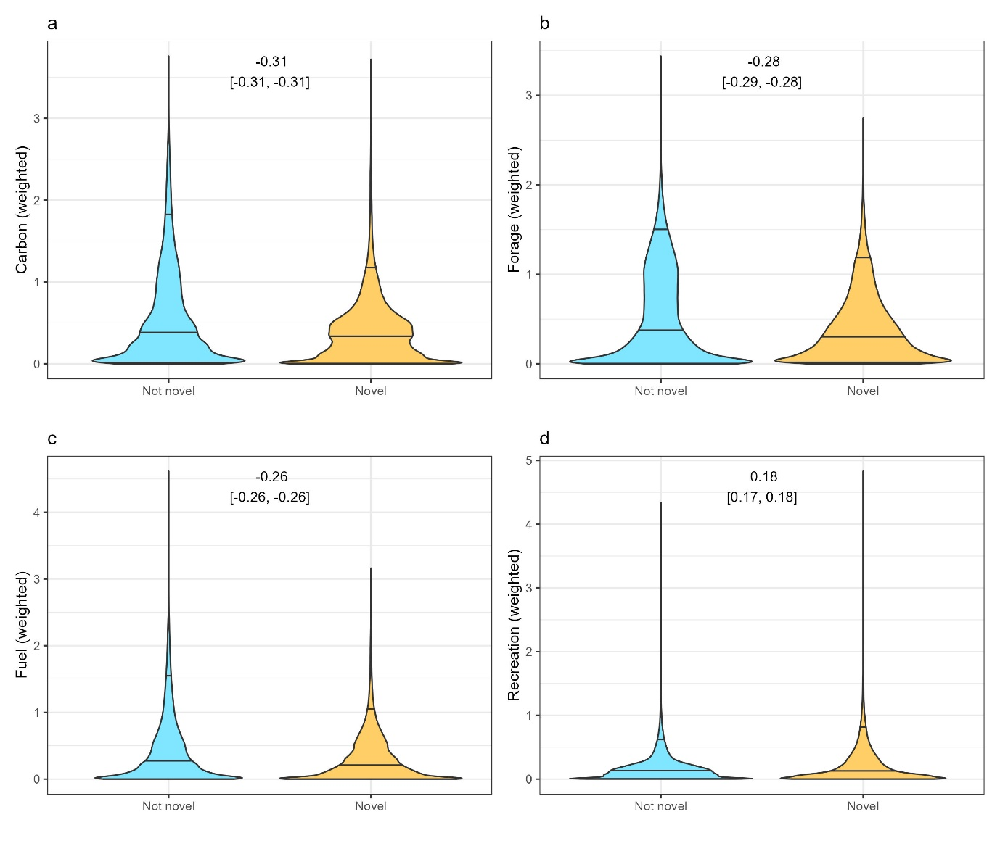 a
-0.31
[-0.31, -0.31]
Carbon (weighted)
3
2
1
0
Not novel Novel
b
-0.28
[-0.29, -0.28]
Forage (weighted)
3
2
1
0
Not novel Novel
c
-0.26
[-0.26, -0.26]
Fuel (weighted)
4
3
2
1
0
Not novel Novel
d
0.18
[0.17, 0.18]
Recreation (weighted)
5
4
3
2
1
0
Not novel Novel